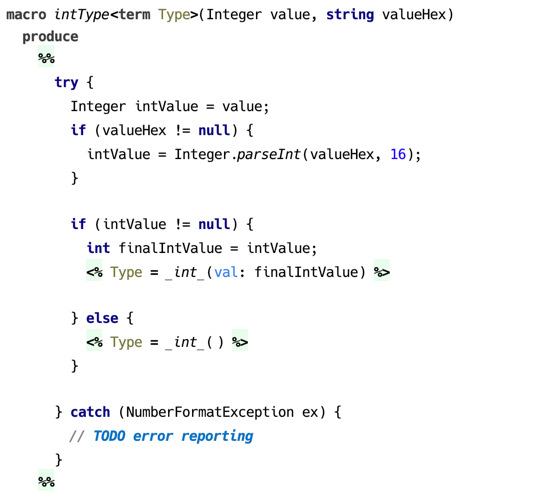 macro intType<term Type>(Integer value, string valueHex)
produce
%%
try {
Integer intValue = value;
if (valueHex != null) {
intValue = Integer.parseInt(valueHex, 16);
}
if (intValue != null) {
int finalIntValue = intValue;
<% Type = _int_(val: finalIntValue) %>
} else {
<% Type = _int_() %>
}
} catch (NumberFormatException ex) {
// TODO error reporting
}
%%